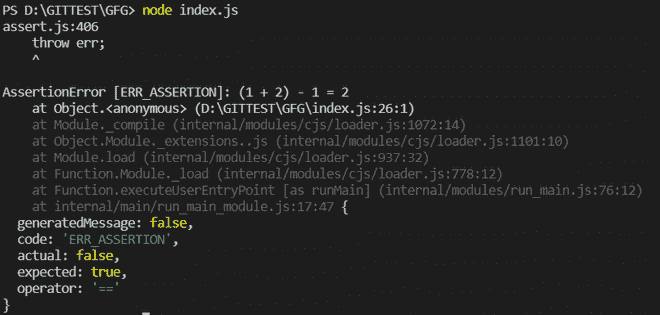 PS D:\GITTEST\GFG> node index.js
assert.js:406
    throw err;
    ^

AssertionError [ERR_ASSERTION]: (1 + 2) - 1 = 2
    at Object.<anonymous> (D:\GITTEST\GFG\index.js:26:1)
    at Module._compile (internal/modules/cjs/loader.js:1072:14)
    at Object.Module._extensions..js (internal/modules/cjs/loader.js:1101:10)
    at Module.load (internal/modules/cjs/loader.js:937:32)
    at Function.Module._load (internal/modules/cjs/loader.js:778:12)
    at Function.executeUserEntryPoint [as runMain] (internal/modules/run_main.js:76:12)
    at internal/main/run_main_module.js:17:47 {
  generatedMessage: false,
  code: 'ERR_ASSERTION',
  actual: false,
  expected: true,
  operator: '=='
}